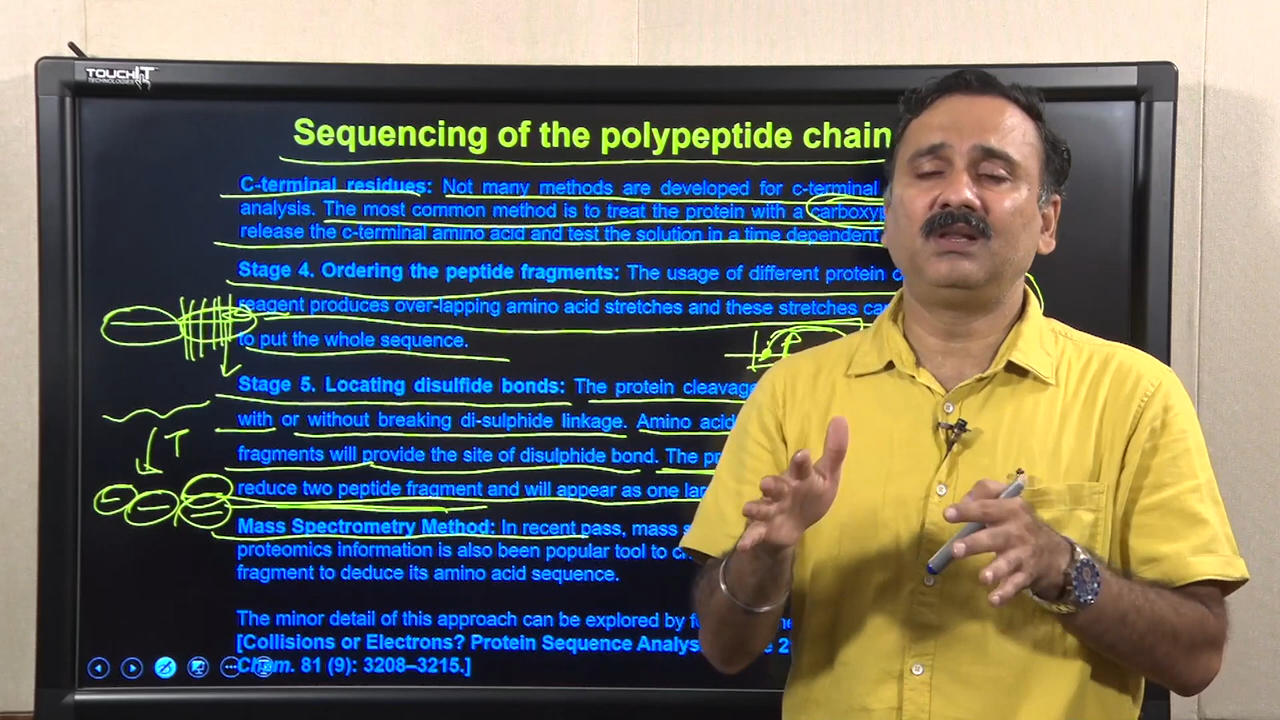 TOUCHIT
TECHNOLOGIES
Sequencing of the polypeptide chain
C-terminal residues: Not many methods are developed for c-terminal
analysis. The most common method is to treat the protein with a
release the c-terminal amino acid and test the solution in a time dependent
Stage 4. Ordering the peptide fragments: The usage of different protein
reagent produces over-lapping amino acid stretches and these stretches
to put the whole sequence.
Stage 5. Locating disulfide bonds: The protein cleavage
with or without breaking di-sulphide linkage. Amino acid
T
fragments will provide the site of disulphide bond. The
reduce two peptide fragment and will appear as one
Mass Spectrometry Method: In recent pass, mass
proteomics information is also been popular tool to
fragment to deduce its amino acid sequence.
The minor detail of this approach can be explored by
[Collisions or Electrons? Protein Sequence
Chem. 81 (9): 3208–3215.]